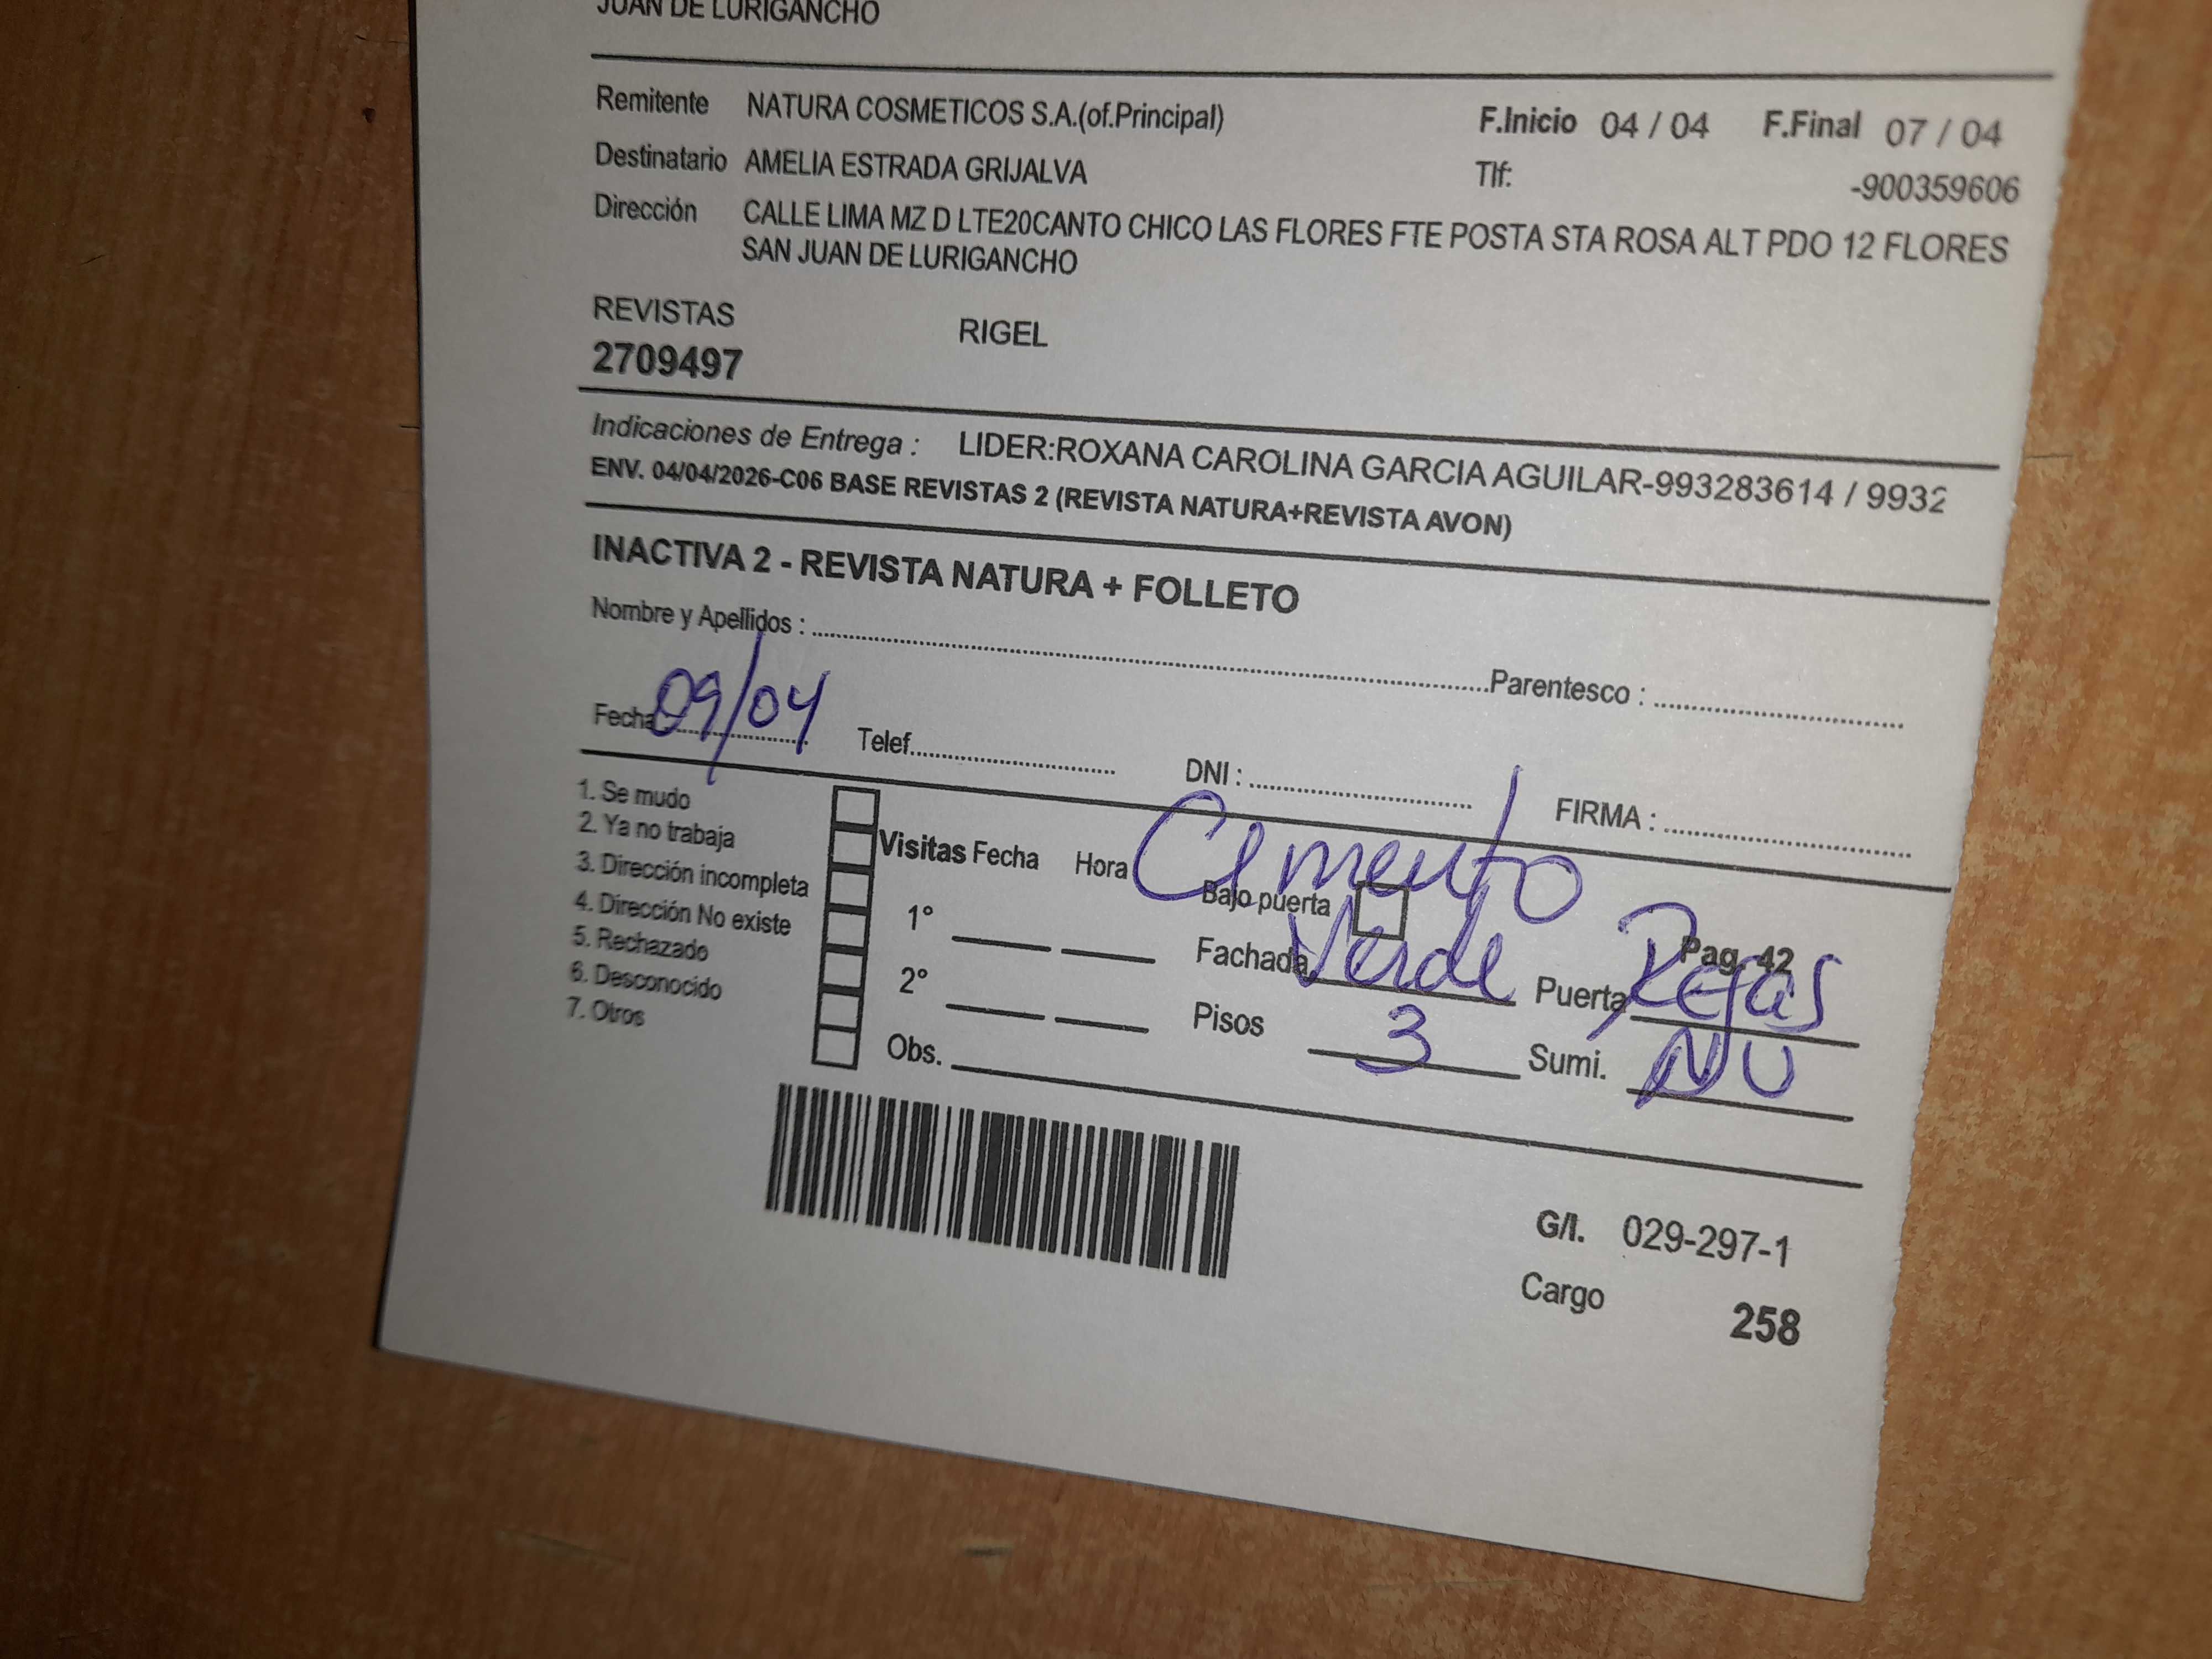 JUAN DE LURIGANCHO
Remitente NATURA COSMETICOS S.A.(of.Principal) F.Inicio 04 / 04 F.Final 07 / 04
Destinatario AMELIA ESTRADA GRIJALVA Tlf: -900359606
Dirección CALLE LIMA MZ D LTE20CANTO CHICO LAS FLORES FTE POSTA STA ROSA ALT PDO 12 FLORES
SAN JUAN DE LURIGANCHO
REVISTAS RIGEL
2709497
Indicaciones de Entrega : LIDER:ROXANA CAROLINA GARCIA AGUILAR-993283614 / 9932
ENV. 04/04/2026-C06 BASE REVISTAS 2 (REVISTA NATURA+REVISTA AVON)
INACTIVA 2 - REVISTA NATURA + FOLLETO
Nombre y Apellidos : Parentesco :
Fecha 09/04 Telef. DNI : FIRMA :
1. Se mudo
2. Ya no trabaja
3. Dirección incompleta
4. Dirección No existe
5. Rechazado
6. Desconocido
7. Otros
Visitas Fecha Hora Cemento
Bajo puerta Pag. 42
1° Fachada Verde Puerta Rejas
2° Pisos 3 Sumi. NU
Obs.
G/I. 029-297-1
Cargo 258